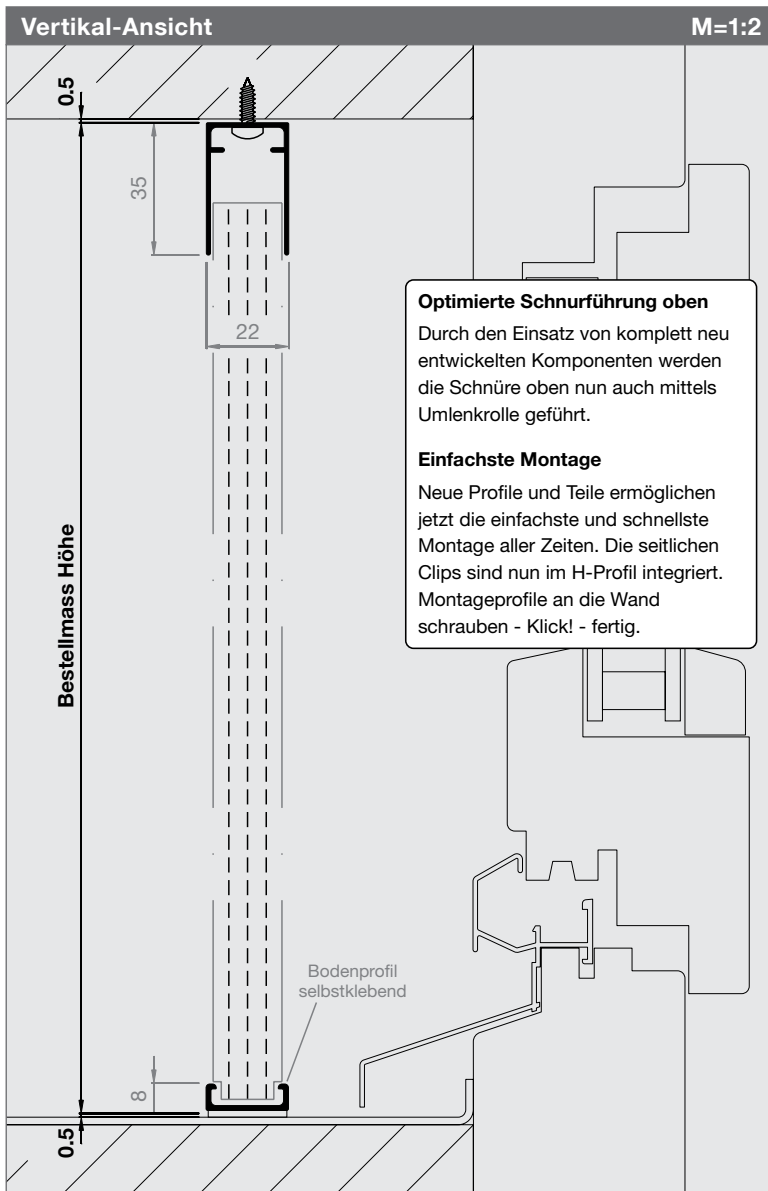 Vertikal-Ansicht M=1:2
0.5
35
22
Optimierte Schnurführung oben
Durch den Einsatz von komplett neu
entwickelten Komponenten werden
die Schnüre oben nun auch mittels
Umlenkrolle geführt.
Einfachste Montage
Neue Profile und Teile ermöglichen
jetzt die einfachste und schnellste
Montage aller Zeiten. Die seitlichen
Clips sind nun im H-Profil integriert.
Montageprofile an die Wand
schrauben - Klick! - fertig.
Bestellmass Höhe
Bodenprofil
selbstklebend
8
0.5